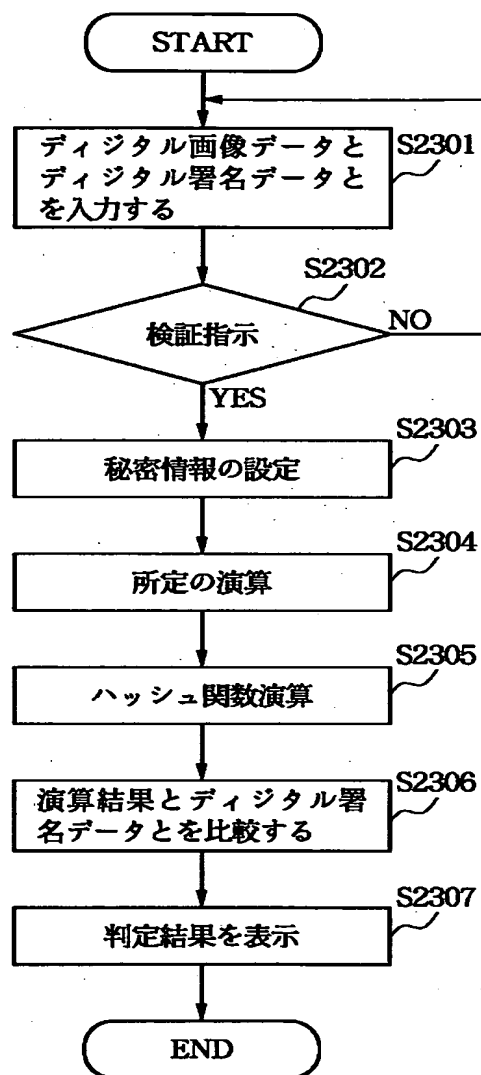 START
S2301
ディジタル画像データと
ディジタル署名データと
を入力する
S2302
検証指示
NO
YES
S2303
秘密情報の設定
S2304
所定の演算
S2305
ハッシュ関数演算
S2306
演算結果とディジタル署
名データとを比較する
S2307
判定結果を表示
END